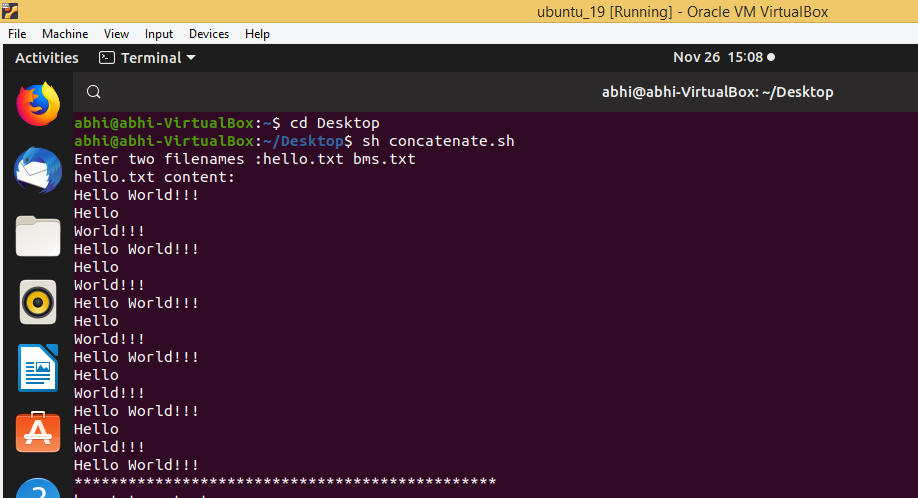 ubuntu_19 [Running] - Oracle VM VirtualBox
File Machine View Input Devices Help
Activities Terminal Nov 26 15:08
abhi@abhi-VirtualBox: ~/Desktop
abhi@abhi-VirtualBox:~$ cd Desktop
abhi@abhi-VirtualBox:~/Desktop$ sh concatenate.sh
Enter two filenames :hello.txt bms.txt
hello.txt content:
Hello World!!!
Hello
World!!!
Hello World!!!
Hello
World!!!
Hello World!!!
Hello
World!!!
Hello World!!!
Hello
World!!!
Hello World!!!
Hello
World!!!
Hello World!!!
***********************************************